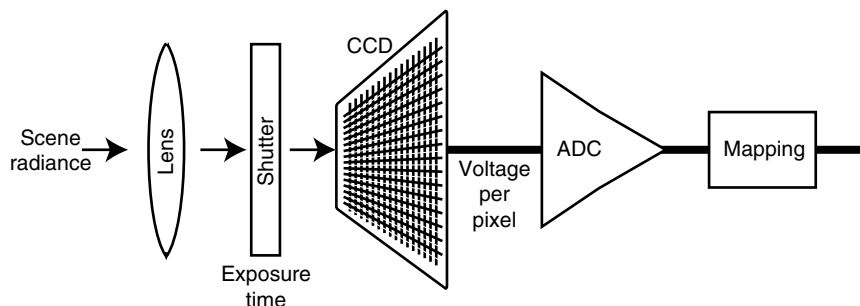 Scene
radiance
Lens
Shutter
Exposure
time
CCD
Voltage
per
pixel
ADC
Mapping